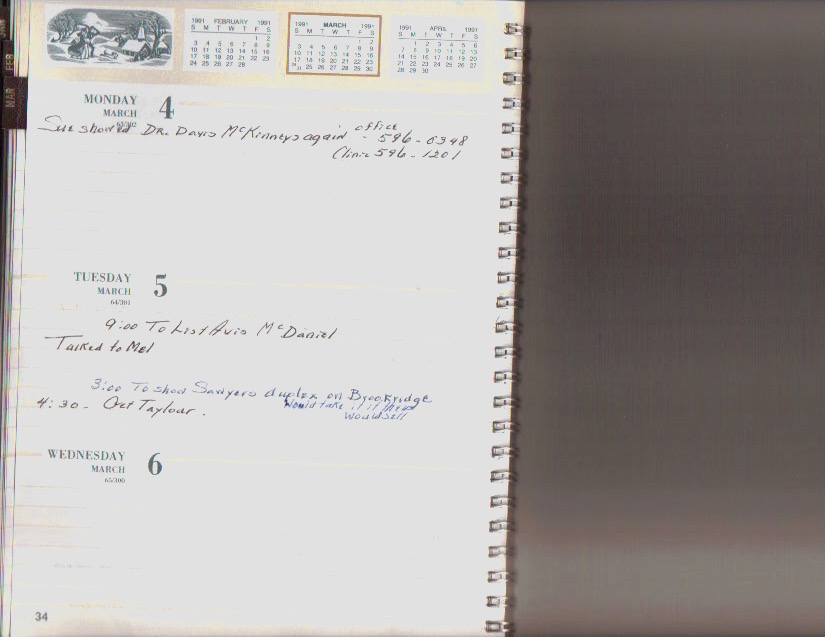 JAN
FEB
MAR
1991 FEBRUARY 1991
S M T W T F S
1 2
3 4 5 6 7 8 9
10 11 12 13 14 15 16
17 18 19 20 21 22 23
24 25 26 27 28
1991 MARCH 1991
S M T W T F S
1 2
3 4 5 6 7 8 9
10 11 12 13 14 15 16
17 18 19 20 21 22 23
24/31 25 26 27 28 29 30
1991 APRIL 1991
S M T W T F S
1 2 3 4 5 6
7 8 9 10 11 12 13
14 15 16 17 18 19 20
21 22 23 24 25 26 27
28 29 30
MONDAY 4
MARCH
63/302
Sue showed DR. Davis McKinneys again office - 596-0348
Clinic 596-1201
TUESDAY 5
MARCH
64/301
9:00 To List Avis McDaniel
Talked to Mel
3:00 To show Sawyers duplex on Brookridge
Would take it if
would sell
4:30 - Get Taylour.
WEDNESDAY 6
MARCH
65/300
34